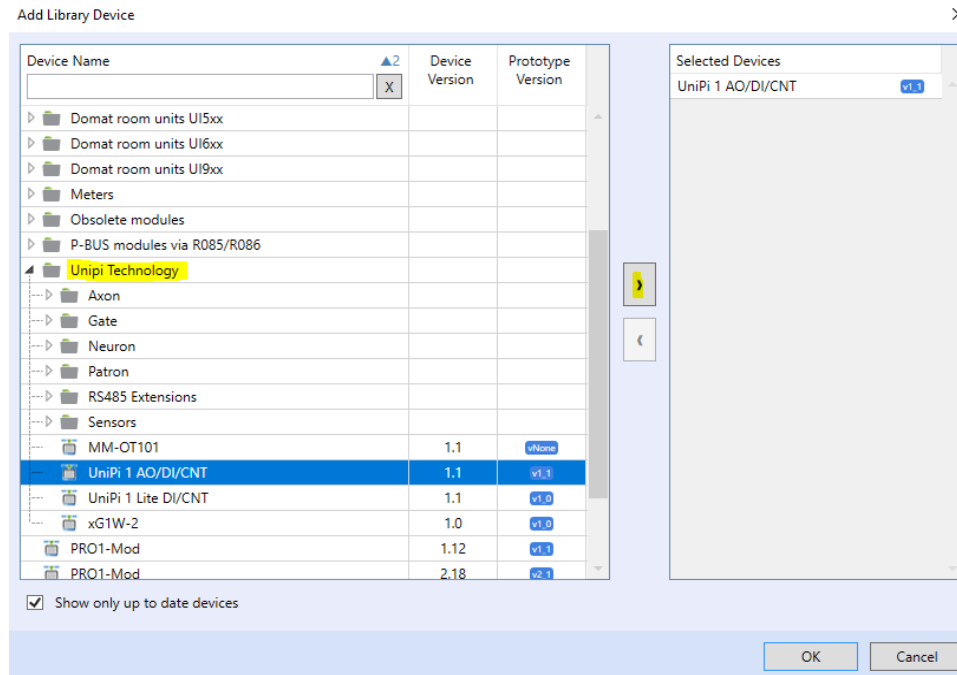 Add Library Device
Device Name 2 Device Version Prototype Version
X
Domat room units UI5xx
Domat room units UI6xx
Domat room units UI9xx
Meters
Obsolete modules
P-BUS modules via R085/R086
Unipi Technology
Axon
Gate
Neuron
Patron
RS485 Extensions
Sensors
MM-OT101 1.1 vNone
UniPi 1 AO/DI/CNT 1.1 v1_1
UniPi 1 Lite DI/CNT 1.1 v1_0
xG1W-2 1.0 v1_0
PRO1-Mod 1.12 v1_1
PRO1-Mod 2.18 v2_1
Show only up to date devices
Selected Devices
UniPi 1 AO/DI/CNT v1_1
OK Cancel